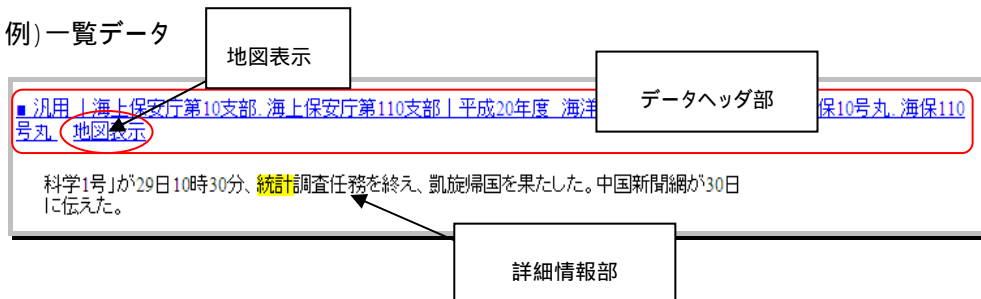 例)一覧データ
地図表示
データヘッダ部
■ 汎用 | 海上保安庁第10支部. 海上保安庁第110支部 | 平成20年度 海洋 保10号丸. 海保110
号丸 地図表示
科学1号」が29日10時30分、統計調査任務を終え、凱旋帰国を果たした。中国新聞網が30日
に伝えた。
詳細情報部